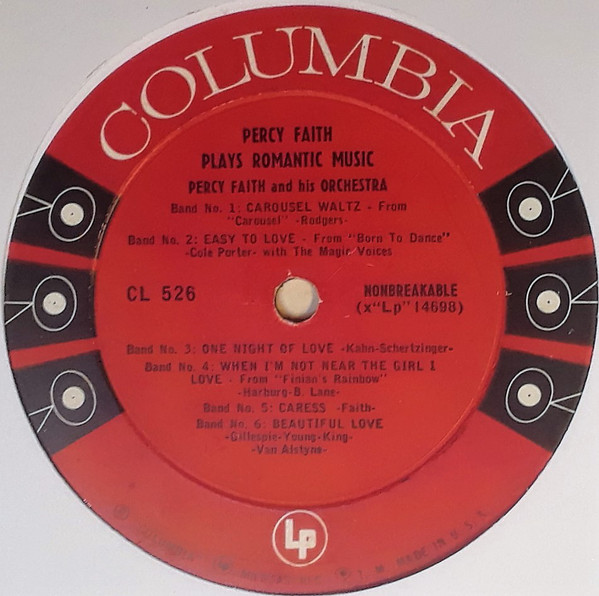 COLUMBIA
PERCY FAITH
PLAYS ROMANTIC MUSIC
PERCY FAITH and his ORCHESTRA
Band No. 1: CAROUSEL WALTZ - From
"Carousel" -Rodgers-
Band No. 2: EASY TO LOVE - From "Born To Dance"
-Cole Porter- with The Magic Voices
CL 526
NONBREAKABLE
(x"Lp" 14698)
Band No. 3: ONE NIGHT OF LOVE -Kahn-Schertzinger-
Band No. 4: WHEN I'M NOT NEAR THE GIRL I
LOVE - From "Finian's Rainbow"
-Harburg-B. Lane-
Band No. 5: CARESS -Faith-
Band No. 6: BEAUTIFUL LOVE
-Gillespie-Young-King-
-Van Alstyne-
Lp
MADE IN U.S.A.